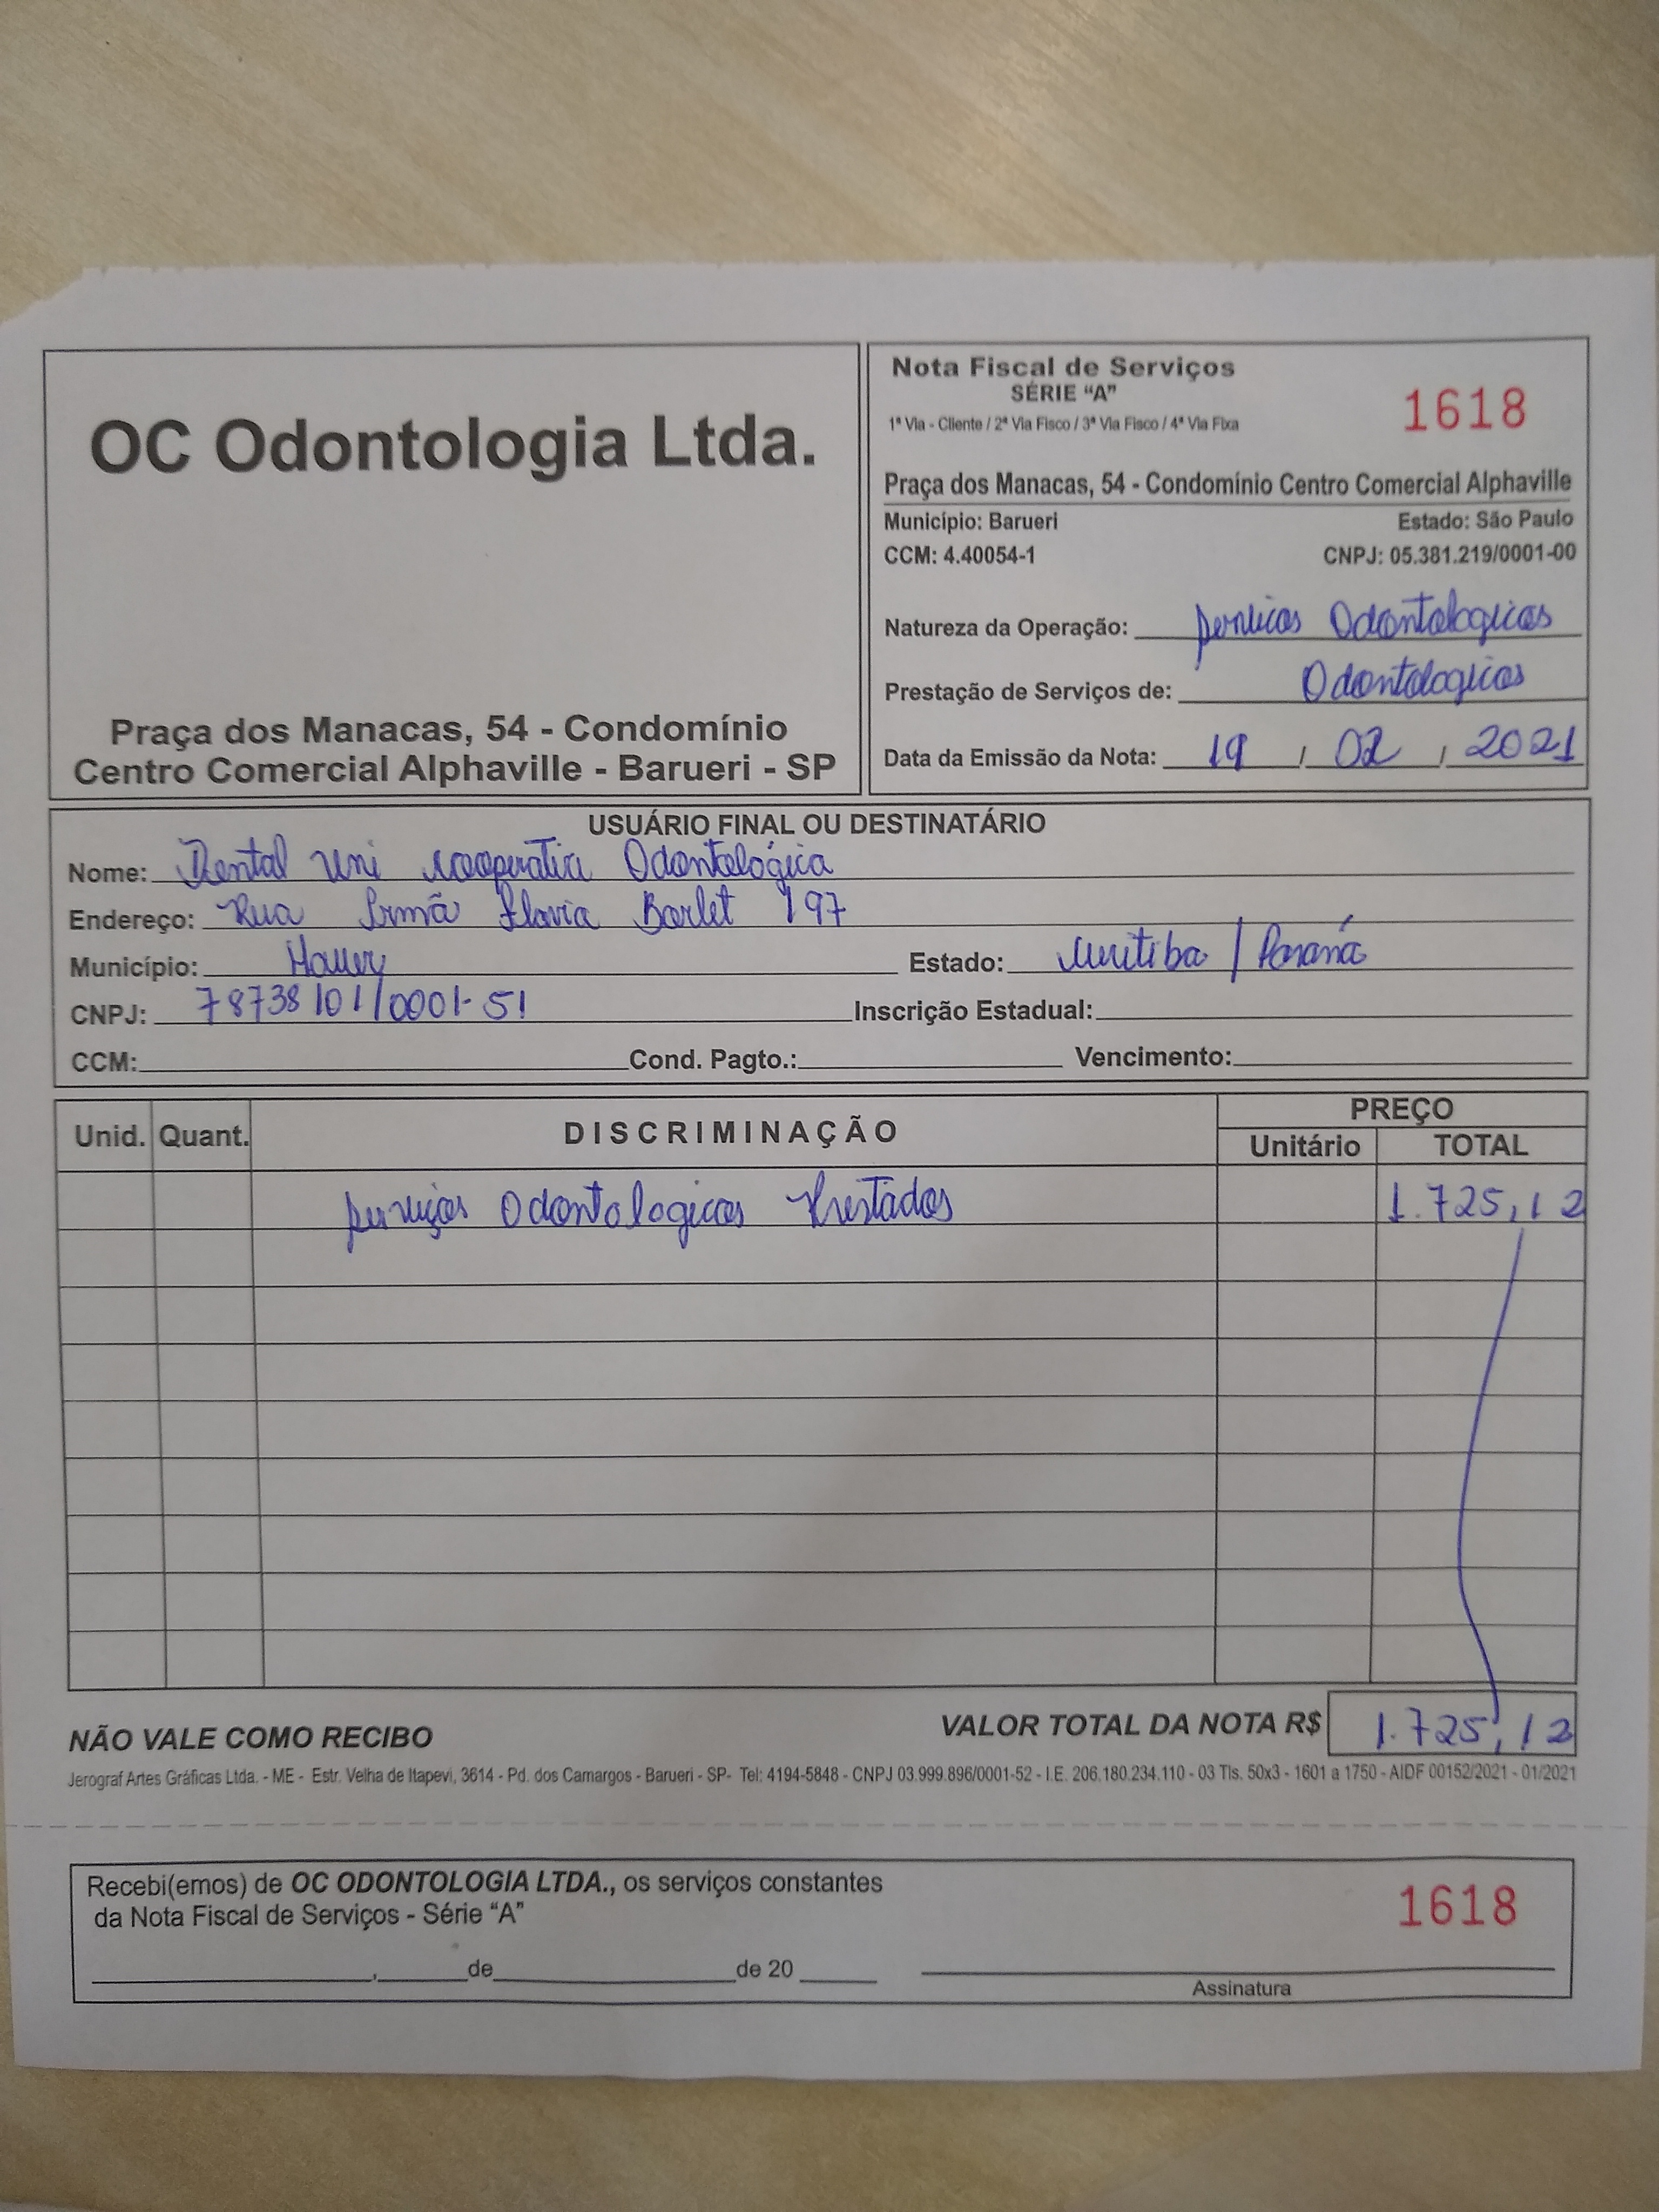 OC Odontologia Ltda.
Praça dos Manacas, 54 - Condomínio
Centro Comercial Alphaville - Barueri - SP
Nota Fiscal de Serviços
SÉRIE “A”
1ª Via - Cliente / 2ª Via Fisco / 3ª Via Fisco / 4ª Via Fixa
1618
Praça dos Manacas, 54 - Condomínio Centro Comercial Alphaville
Município: Barueri Estado: São Paulo
CCM: 4.40054-1 CNPJ: 05.381.219/0001-00
Natureza da Operação: serviços Odontologicos
Prestação de Serviços de: Odontologicos
Data da Emissão da Nota: 19 / 02 / 2021
USUÁRIO FINAL OU DESTINATÁRIO
Nome: Dental Uni Odontológica
Endereço: Rua Irmã Flavia Borlet 197
Município: Hauer Estado: Curitiba / Paraná
CNPJ: 78738101/0001-51 Inscrição Estadual:
CCM: Cond. Pagto.: Vencimento:
Unid. Quant. DISCRIMINAÇÃO PREÇO
Unitário TOTAL
serviços Odontologicos Prestados 1.725,12
NÃO VALE COMO RECIBO VALOR TOTAL DA NOTA R$ 1.725,12
Jerograf Artes Gráficas Ltda. - ME - Estr. Velha de Itapevi, 3614 - Pd. dos Camargos - Barueri - SP- Tel: 4194-5848 - CNPJ 03.999.896/0001-52 - I.E. 206.180.234.110 - 03 Tls. 50x3 - 1601 a 1750 - AIDF 00152/2021 - 01/2021
Recebi(emos) de OC ODONTOLOGIA LTDA., os serviços constantes
da Nota Fiscal de Serviços - Série “A”
1618
, de de 20
Assinatura